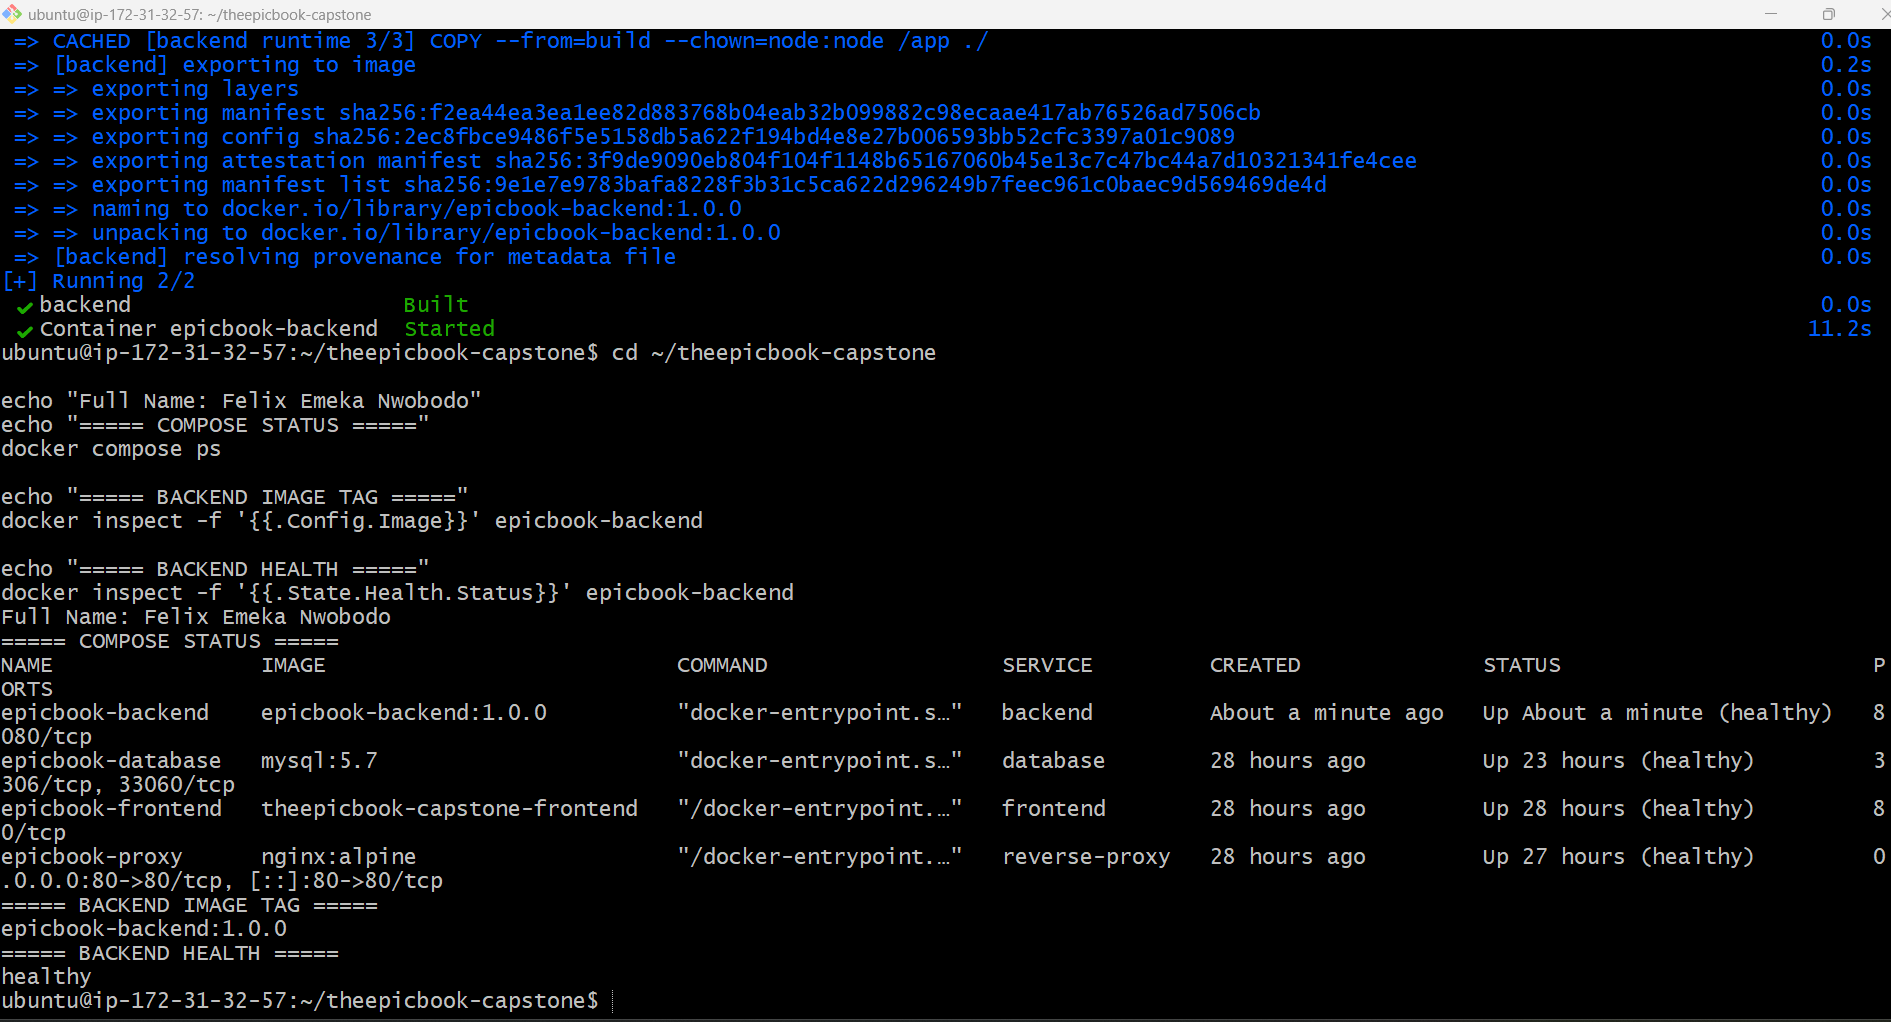 ubuntu@ip-172-31-32-57: ~/theepicbook-capstone
=> CACHED [backend runtime 3/3] COPY --from=build --chown=node:node /app ./ 0.0s
=> [backend] exporting to image 0.2s
=> => exporting layers 0.0s
=> => exporting manifest sha256:f2ea44ea3ea1ee82d883768b04eab32b099882c98ecaae417ab76526ad7506cb 0.0s
=> => exporting config sha256:2ec8fbce9486f5e5158db5a622f194bd4e8e27b006593bb52cfc3397a01c9089 0.0s
=> => exporting attestation manifest sha256:3f9de9090eb804f104f1148b65167060b45e13c7c47bc44a7d10321341fe4cee 0.0s
=> => exporting manifest list sha256:9e1e7e9783bafa8228f3b31c5ca622d296249b7feec961c0baec9d569469de4d 0.0s
=> => naming to docker.io/library/epicbook-backend:1.0.0 0.0s
=> => unpacking to docker.io/library/epicbook-backend:1.0.0 0.0s
=> [backend] resolving provenance for metadata file 0.0s
[+] Running 2/2
✔ backend Built 0.0s
✔ Container epicbook-backend Started 11.2s
ubuntu@ip-172-31-32-57:~/theepicbook-capstone$ cd ~/theepicbook-capstone
echo "Full Name: Felix Emeka Nwobodo"
echo "===== COMPOSE STATUS ====="
docker compose ps
echo "===== BACKEND IMAGE TAG ====="
docker inspect -f '{{.Config.Image}}' epicbook-backend
echo "===== BACKEND HEALTH ====="
docker inspect -f '{{.State.Health.Status}}' epicbook-backend
Full Name: Felix Emeka Nwobodo
===== COMPOSE STATUS =====
NAME IMAGE COMMAND SERVICE CREATED STATUS P
ORTS
epicbook-backend epicbook-backend:1.0.0 "docker-entrypoint.s…" backend About a minute ago Up About a minute (healthy) 8
080/tcp
epicbook-database mysql:5.7 "docker-entrypoint.s…" database 28 hours ago Up 23 hours (healthy) 3
306/tcp, 33060/tcp
epicbook-frontend theepicbook-capstone-frontend "/docker-entrypoint.…" frontend 28 hours ago Up 28 hours (healthy) 8
0/tcp
epicbook-proxy nginx:alpine "/docker-entrypoint.…" reverse-proxy 28 hours ago Up 27 hours (healthy) 0
.0.0.0:80->80/tcp, [::]:80->80/tcp
===== BACKEND IMAGE TAG =====
epicbook-backend:1.0.0
===== BACKEND HEALTH =====
healthy
ubuntu@ip-172-31-32-57:~/theepicbook-capstone$